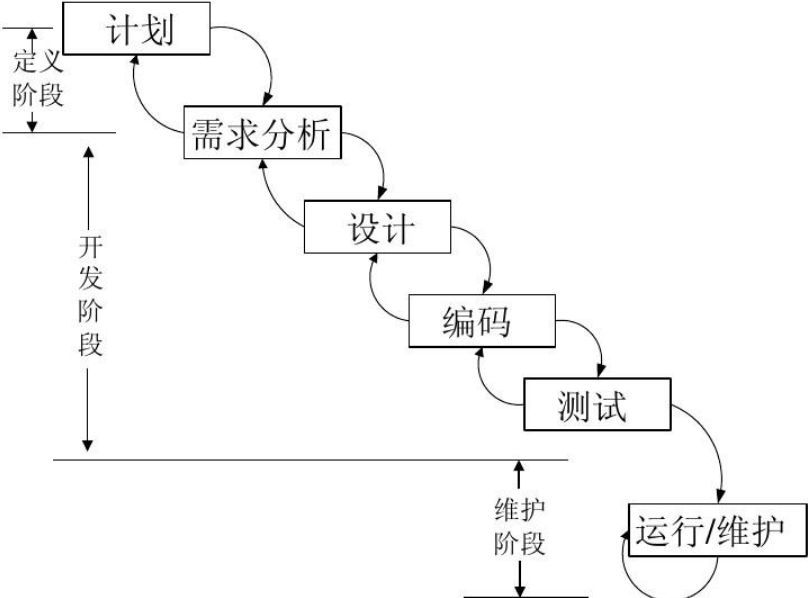 计划
定义
阶段
需求分析
设计
开
发
阶
段
编码
测试
维护
阶段
运行/维护